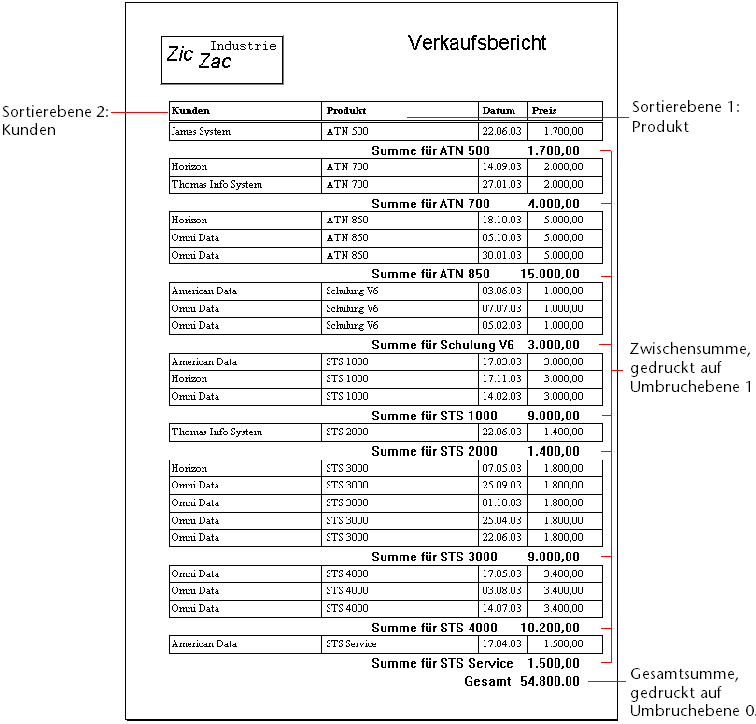 Zic Zac Industrie
Verkaufsbericht
Sortierebene 2:
Kunden
Sortierebene 1:
Produkt
Kunden Produkt Datum Preis
James System ATN 500 22.06.03 1.700,00
Summe für ATN 500 1.700,00
Horizon ATN 700 14.09.03 2.000,00
Thomas Info System ATN 700 27.01.03 2.000,00
Summe für ATN 700 4.000,00
Horizon ATN 850 18.10.03 5.000,00
Omni Data ATN 850 05.10.03 5.000,00
Omni Data ATN 850 30.01.03 5.000,00
Summe für ATN 850 15.000,00
American Data Schulung V6 03.06.03 1.000,00
Omni Data Schulung V6 07.07.03 1.000,00
Omni Data Schulung V6 05.02.03 1.000,00
Summe für Schulung V6 3.000,00
Zwischensumme,
gedruckt auf
Umbruchebene 1
American Data STS 1000 17.03.03 3.000,00
Horizon STS 1000 17.11.03 3.000,00
Omni Data STS 1000 14.02.03 3.000,00
Summe für STS 1000 9.000,00
Thomas Info System STS 2000 22.06.03 1.400,00
Summe für STS 2000 1.400,00
Horizon STS 3000 07.05.03 1.800,00
Omni Data STS 3000 25.09.03 1.800,00
Omni Data STS 3000 01.10.03 1.800,00
Omni Data STS 3000 25.04.03 1.800,00
Omni Data STS 3000 22.06.03 1.800,00
Summe für STS 3000 9.000,00
Omni Data STS 4000 17.05.03 3.400,00
Omni Data STS 4000 03.08.03 3.400,00
Omni Data STS 4000 14.07.03 3.400,00
Summe für STS 4000 10.200,00
American Data STS Service 17.04.03 1.500,00
Summe für STS Service 1.500,00
Gesamt 54.800.00
Gesamtsumme,
gedruckt auf
Umbruchebene 0.